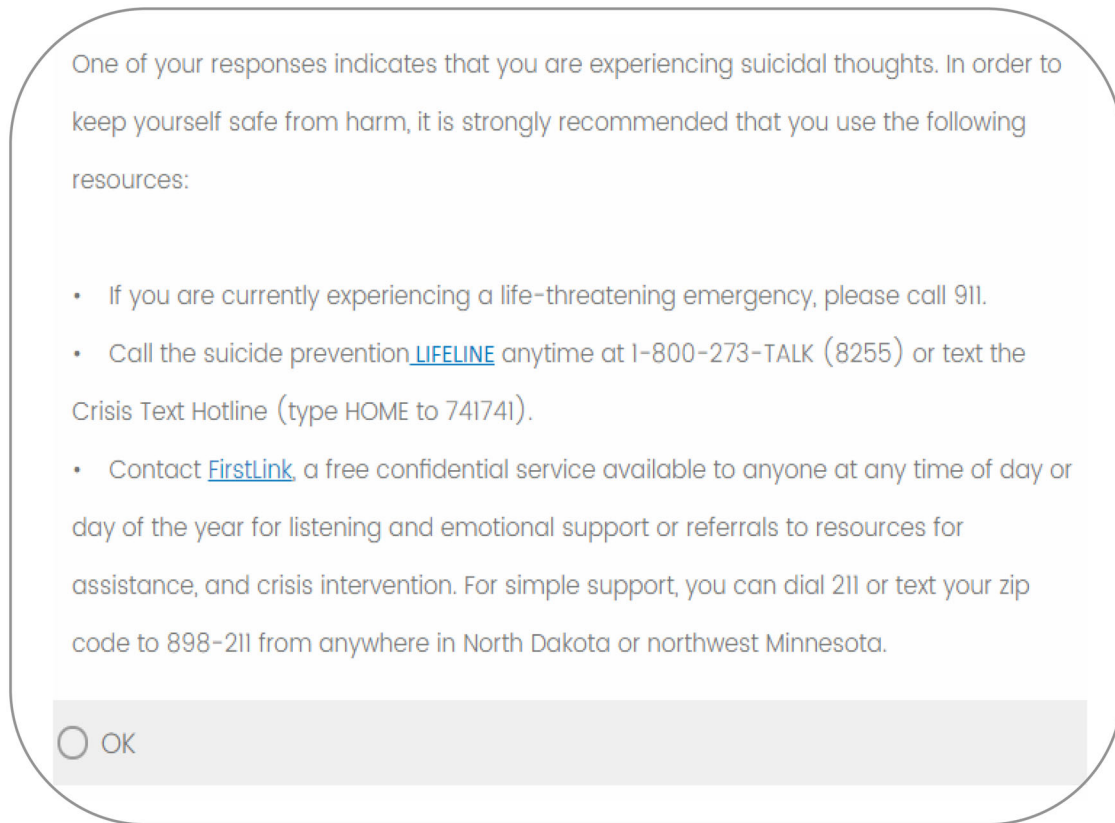 One of your responses indicates that you are experiencing suicidal thoughts. In order to
keep yourself safe from harm, it is strongly recommended that you use the following
resources:
• If you are currently experiencing a life-threatening emergency, please call 911.
• Call the suicide prevention LIFELINE anytime at 1-800-273-TALK (8255) or text the
Crisis Text Hotline (type HOME to 741741).
• Contact FirstLink, a free confidential service available to anyone at any time of day or
day of the year for listening and emotional support or referrals to resources for
assistance, and crisis intervention. For simple support, you can dial 211 or text your zip
code to 898-211 from anywhere in North Dakota or northwest Minnesota.
OK